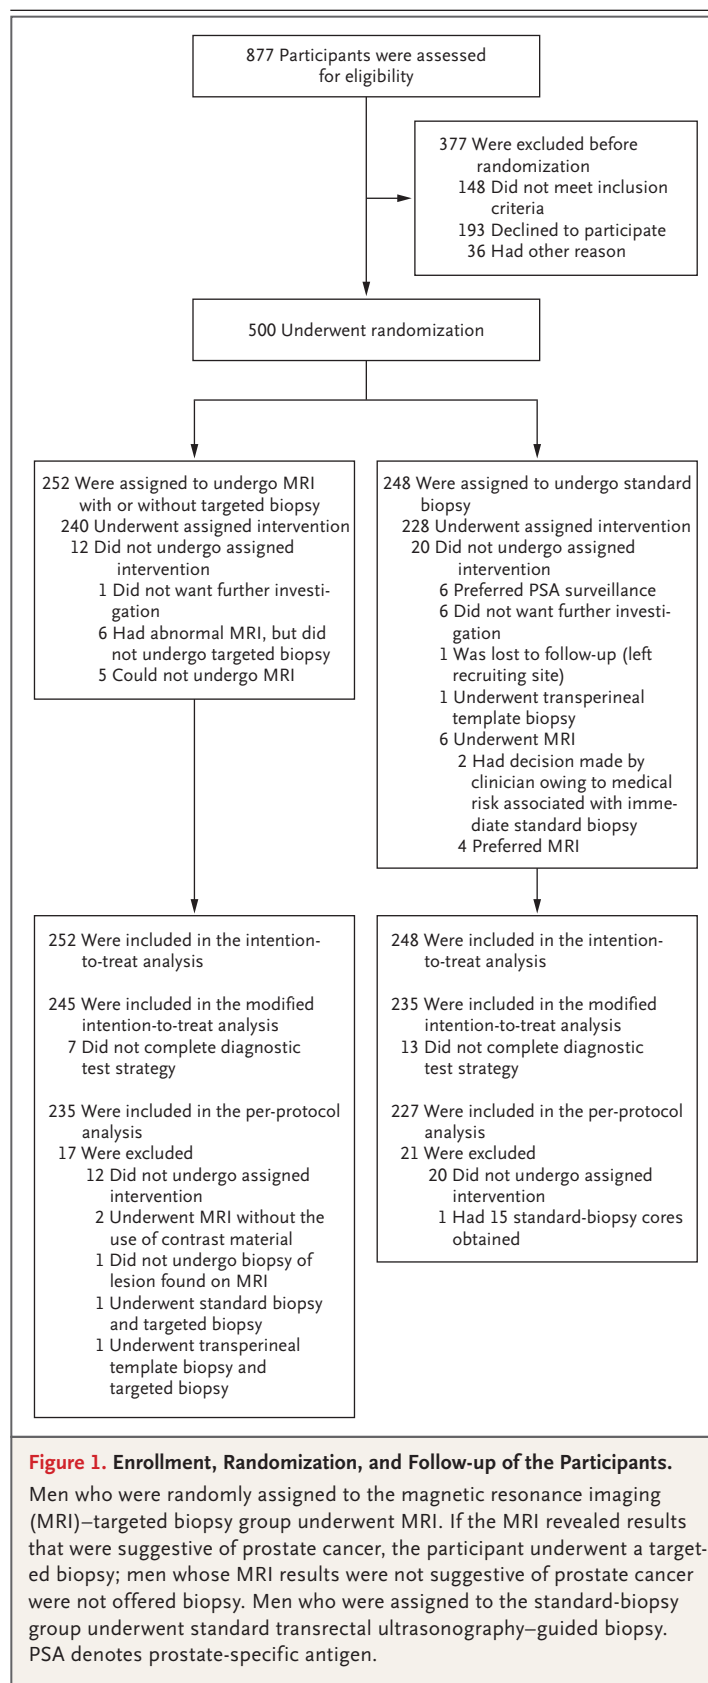 877 Participants were assessed
for eligibility
377 Were excluded before
randomization
148 Did not meet inclusion
criteria
193 Declined to participate
36 Had other reason
500 Underwent randomization
252 Were assigned to undergo MRI
with or without targeted biopsy
240 Underwent assigned intervention
12 Did not undergo assigned
intervention
1 Did not want further investi-
gation
6 Had abnormal MRI, but did
not undergo targeted biopsy
5 Could not undergo MRI
248 Were assigned to undergo standard
biopsy
228 Underwent assigned intervention
20 Did not undergo assigned
intervention
6 Preferred PSA surveillance
6 Did not want further investi-
gation
1 Was lost to follow-up (left
recruiting site)
1 Underwent transperineal
template biopsy
6 Underwent MRI
2 Had decision made by
clinician owing to medical
risk associated with imme-
diate standard biopsy
4 Preferred MRI
252 Were included in the intention-
to-treat analysis
245 Were included in the modified
intention-to-treat analysis
7 Did not complete diagnostic
test strategy
235 Were included in the per-protocol
analysis
17 Were excluded
12 Did not undergo assigned
intervention
2 Underwent MRI without the
use of contrast material
1 Did not undergo biopsy of
lesion found on MRI
1 Underwent standard biopsy
and targeted biopsy
1 Underwent transperineal
template biopsy and
targeted biopsy
248 Were included in the intention-
to-treat analysis
235 Were included in the modified
intention-to-treat analysis
13 Did not complete diagnostic
test strategy
227 Were included in the per-protocol
analysis
21 Were excluded
20 Did not undergo assigned
intervention
1 Had 15 standard-biopsy cores
obtained
Figure 1. Enrollment, Randomization, and Follow-up of the Participants.
Men who were randomly assigned to the magnetic resonance imaging
(MRI)–targeted biopsy group underwent MRI. If the MRI revealed results
that were suggestive of prostate cancer, the participant underwent a target-
ed biopsy; men whose MRI results were not suggestive of prostate cancer
were not offered biopsy. Men who were assigned to the standard-biopsy
group underwent standard transrectal ultrasonography–guided biopsy.
PSA denotes prostate-specific antigen.